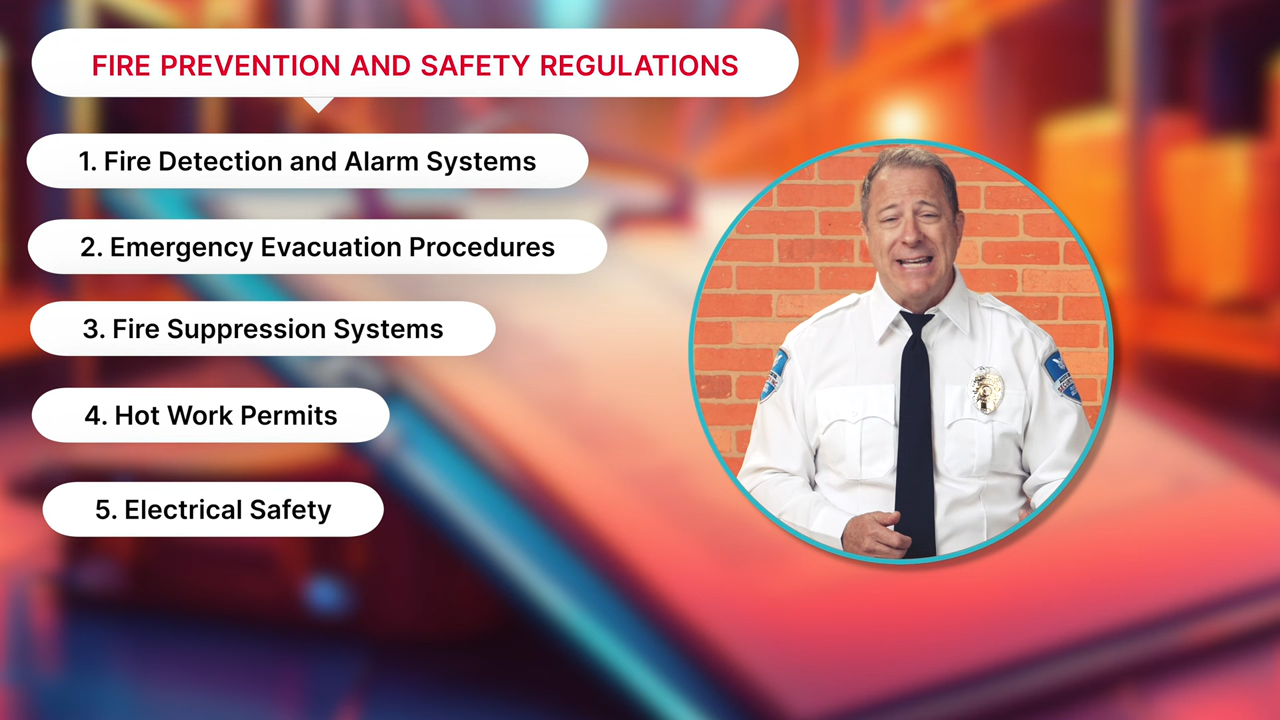 FIRE PREVENTION AND SAFETY REGULATIONS
1. Fire Detection and Alarm Systems
2. Emergency Evacuation Procedures
3. Fire Suppression Systems
4. Hot Work Permits
5. Electrical Safety